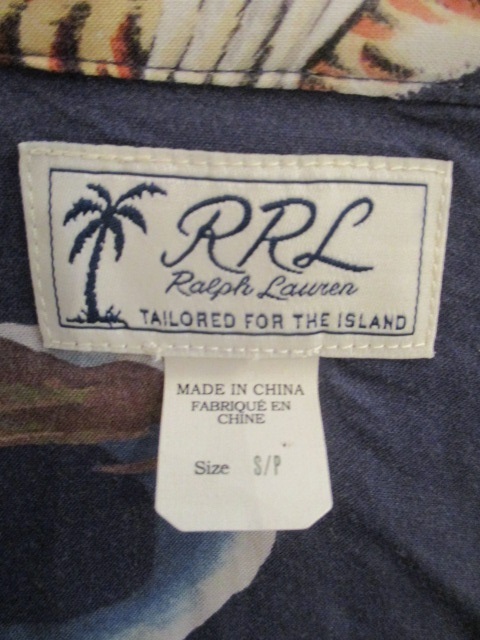 RRL
Ralph Lauren
TAILORED FOR THE ISLAND
MADE IN CHINA
FABRIQUÉ EN
CHINE
Size S/P